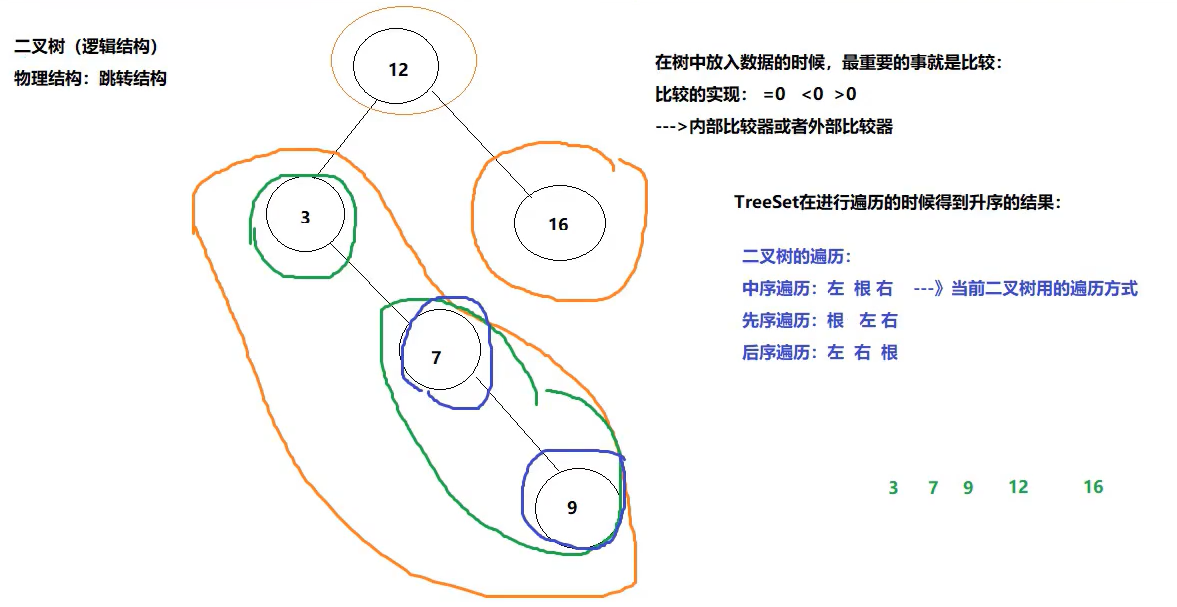 二叉树（逻辑结构）
物理结构：跳转结构
12
3
16
7
9
在树中放入数据的时候，最重要的事就是比较：
比较的实现： =0 <0 >0
--->内部比较器或者外部比较器
TreeSet在进行遍历的时候得到升序的结果：
二叉树的遍历：
中序遍历：左 根 右 ---》当前二叉树用的遍历方式
先序遍历：根 左 右
后序遍历：左 右 根
3 7 9 12 16